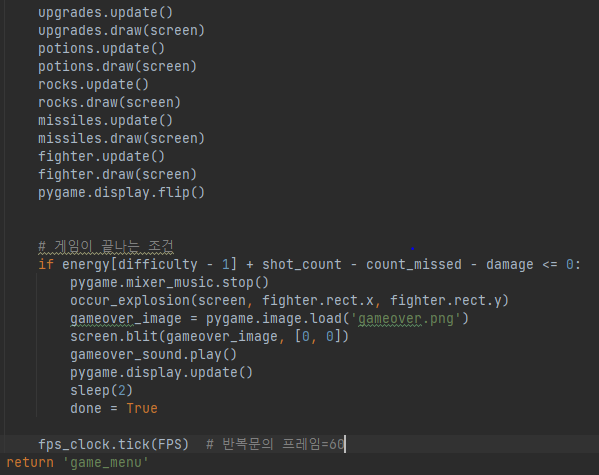 upgrades.update()
upgrades.draw(screen)
potions.update()
potions.draw(screen)
rocks.update()
rocks.draw(screen)
missiles.update()
missiles.draw(screen)
fighter.update()
fighter.draw(screen)
pygame.display.flip()
# 게임이 끝나는 조건
if energy[difficulty - 1] + shot_count - count_missed - damage <= 0:
pygame.mixer_music.stop()
occur_explosion(screen, fighter.rect.x, fighter.rect.y)
gameover_image = pygame.image.load('gameover.png')
screen.blit(gameover_image, [0, 0])
gameover_sound.play()
pygame.display.update()
sleep(2)
done = True
fps_clock.tick(FPS)  # 반복문의 프레임=60
return 'game_menu'